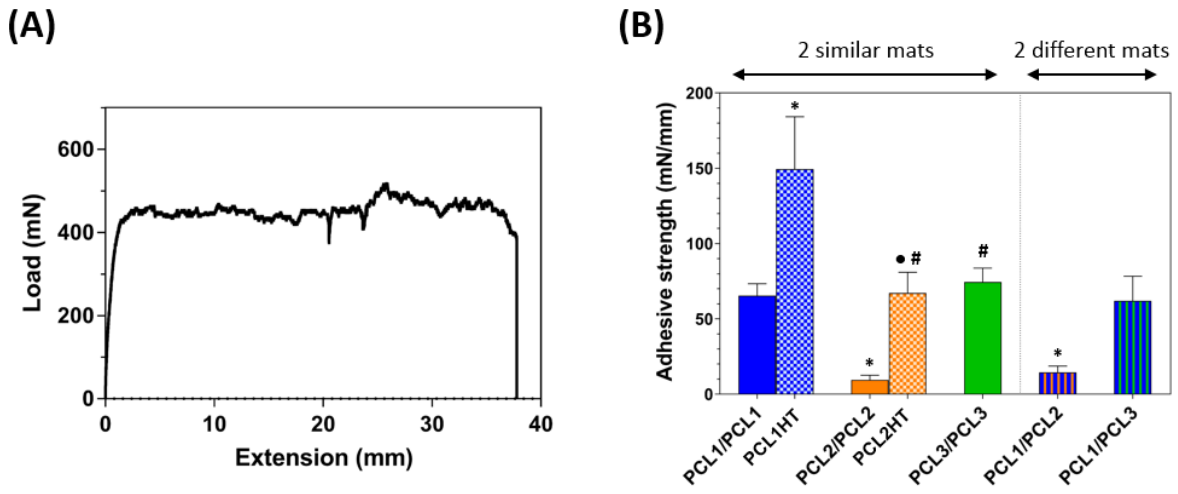 (A)
600
400
200
0
0
10
20
30
40
Load (mN)
Extension (mm)
(B)
2 similar mats
2 different mats
200
150
100
50
0
Adhesive strength (mN/mm)
*
*
● #
#
*
PCL1/PCL1
PCL1HT
PCL2/PCL2
PCL2HT
PCL3/PCL3
PCL1/PCL2
PCL1/PCL3